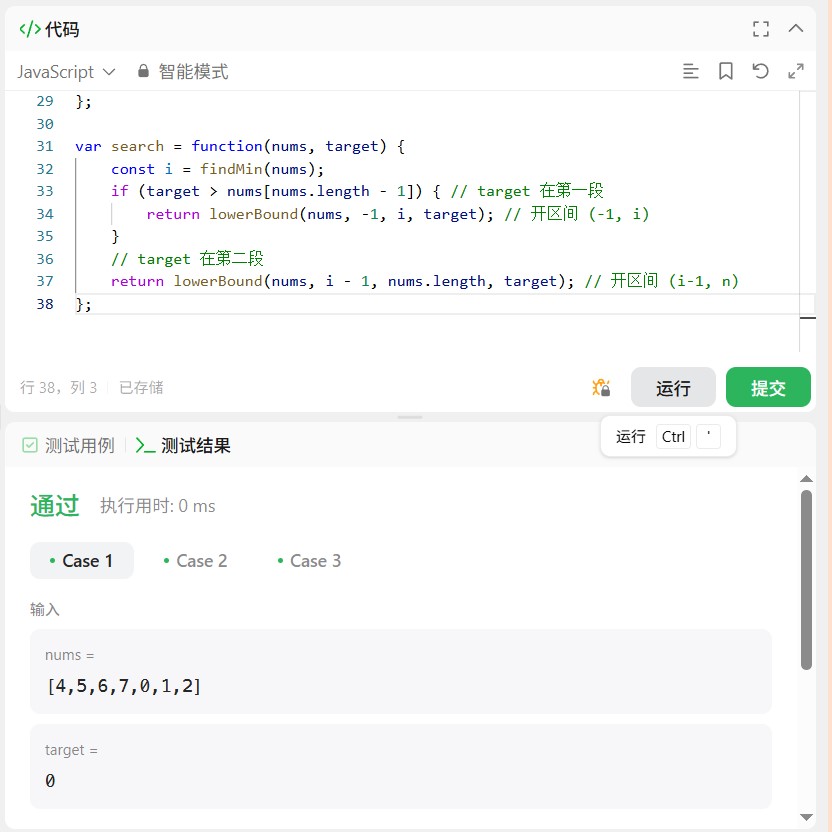 </> 代码
JavaScript 智能模式
29 };
30
31 var search = function(nums, target) {
32 const i = findMin(nums);
33 if (target > nums[nums.length - 1]) { // target 在第一段
34 return lowerBound(nums, -1, i, target); // 开区间 (-1, i)
35 }
36 // target 在第二段
37 return lowerBound(nums, i - 1, nums.length, target); // 开区间 (i-1, n)
38 };
行 38，列 3 已存储 运行 提交
测试用例 >_ 测试结果 运行 Ctrl '
通过 执行用时: 0 ms
• Case 1 • Case 2 • Case 3
输入
nums =
[4,5,6,7,0,1,2]
target =
0